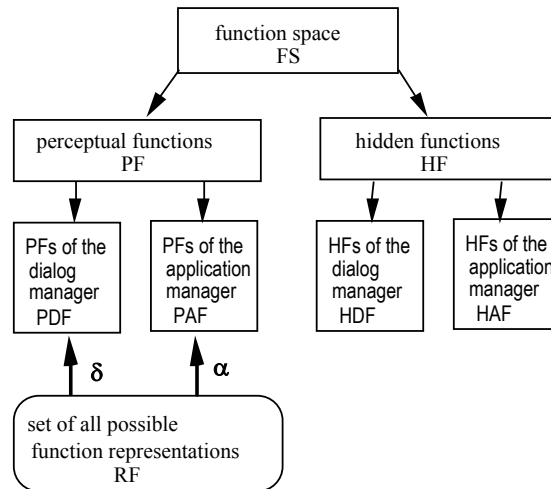 function space
FS
perceptual functions
PF
hidden functions
HF
PFs of the
dialog
manager
PDF
PFs of the
application
manager
PAF
HFs of the
dialog
manager
HDF
HFs of the
application
manager
HAF
δ
α
set of all possible
function representations
RF